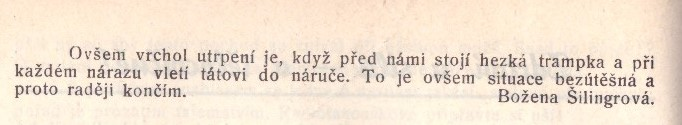 Ovšem vrchol utrpení je, když před námi stojí hezká trampka a při
každém nárazu vletí tátovi do náruče. To je ovšem situace bezútěšná a
proto raději končím. Božena Šilingrová.